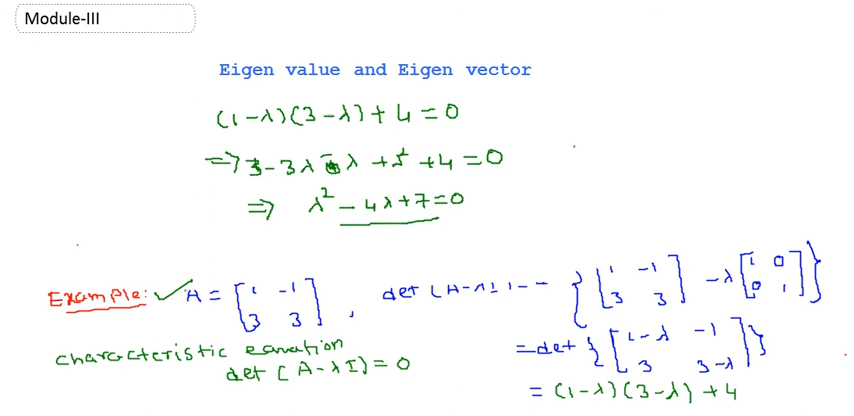 Module-III
Eigen value and Eigen vector
(1-λ)(3-λ)+4=0
⇒ 3-3λ-λ+λ²+4=0
⇒ λ²-4λ+7=0
Example: ✓ A = [1 -1; 3 3], det(A-λI) = {[1 -1; 3 3] -λ[1 0; 0 1]}
= det {[1-λ -1; 3 3-λ]}
characteristic equation
det(A-λI)=0
= (1-λ)(3-λ)+4